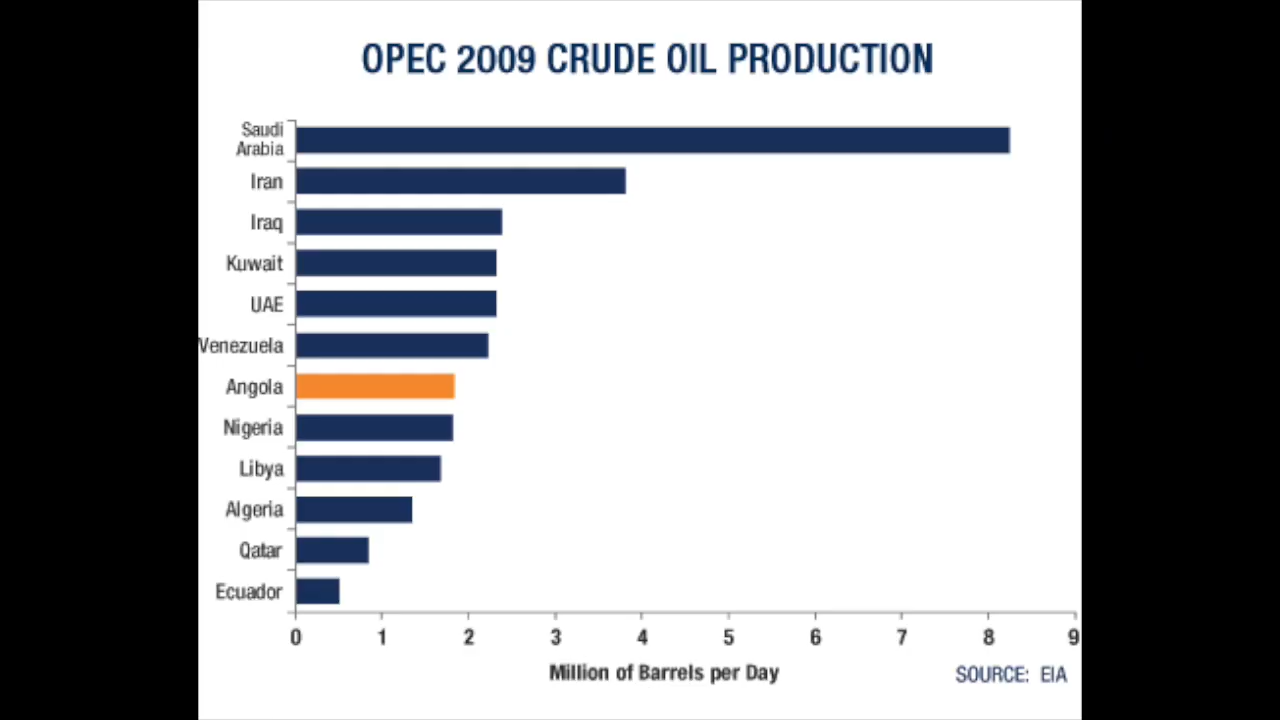 OPEC 2009 CRUDE OIL PRODUCTION
Saudi
Arabia
Iran
Iraq
Kuwait
UAE
Venezuela
Angola
Nigeria
Libya
Algeria
Qatar
Ecuador
0 1 2 3 4 5 6 7 8 9
Million of Barrels per Day
SOURCE: EIA